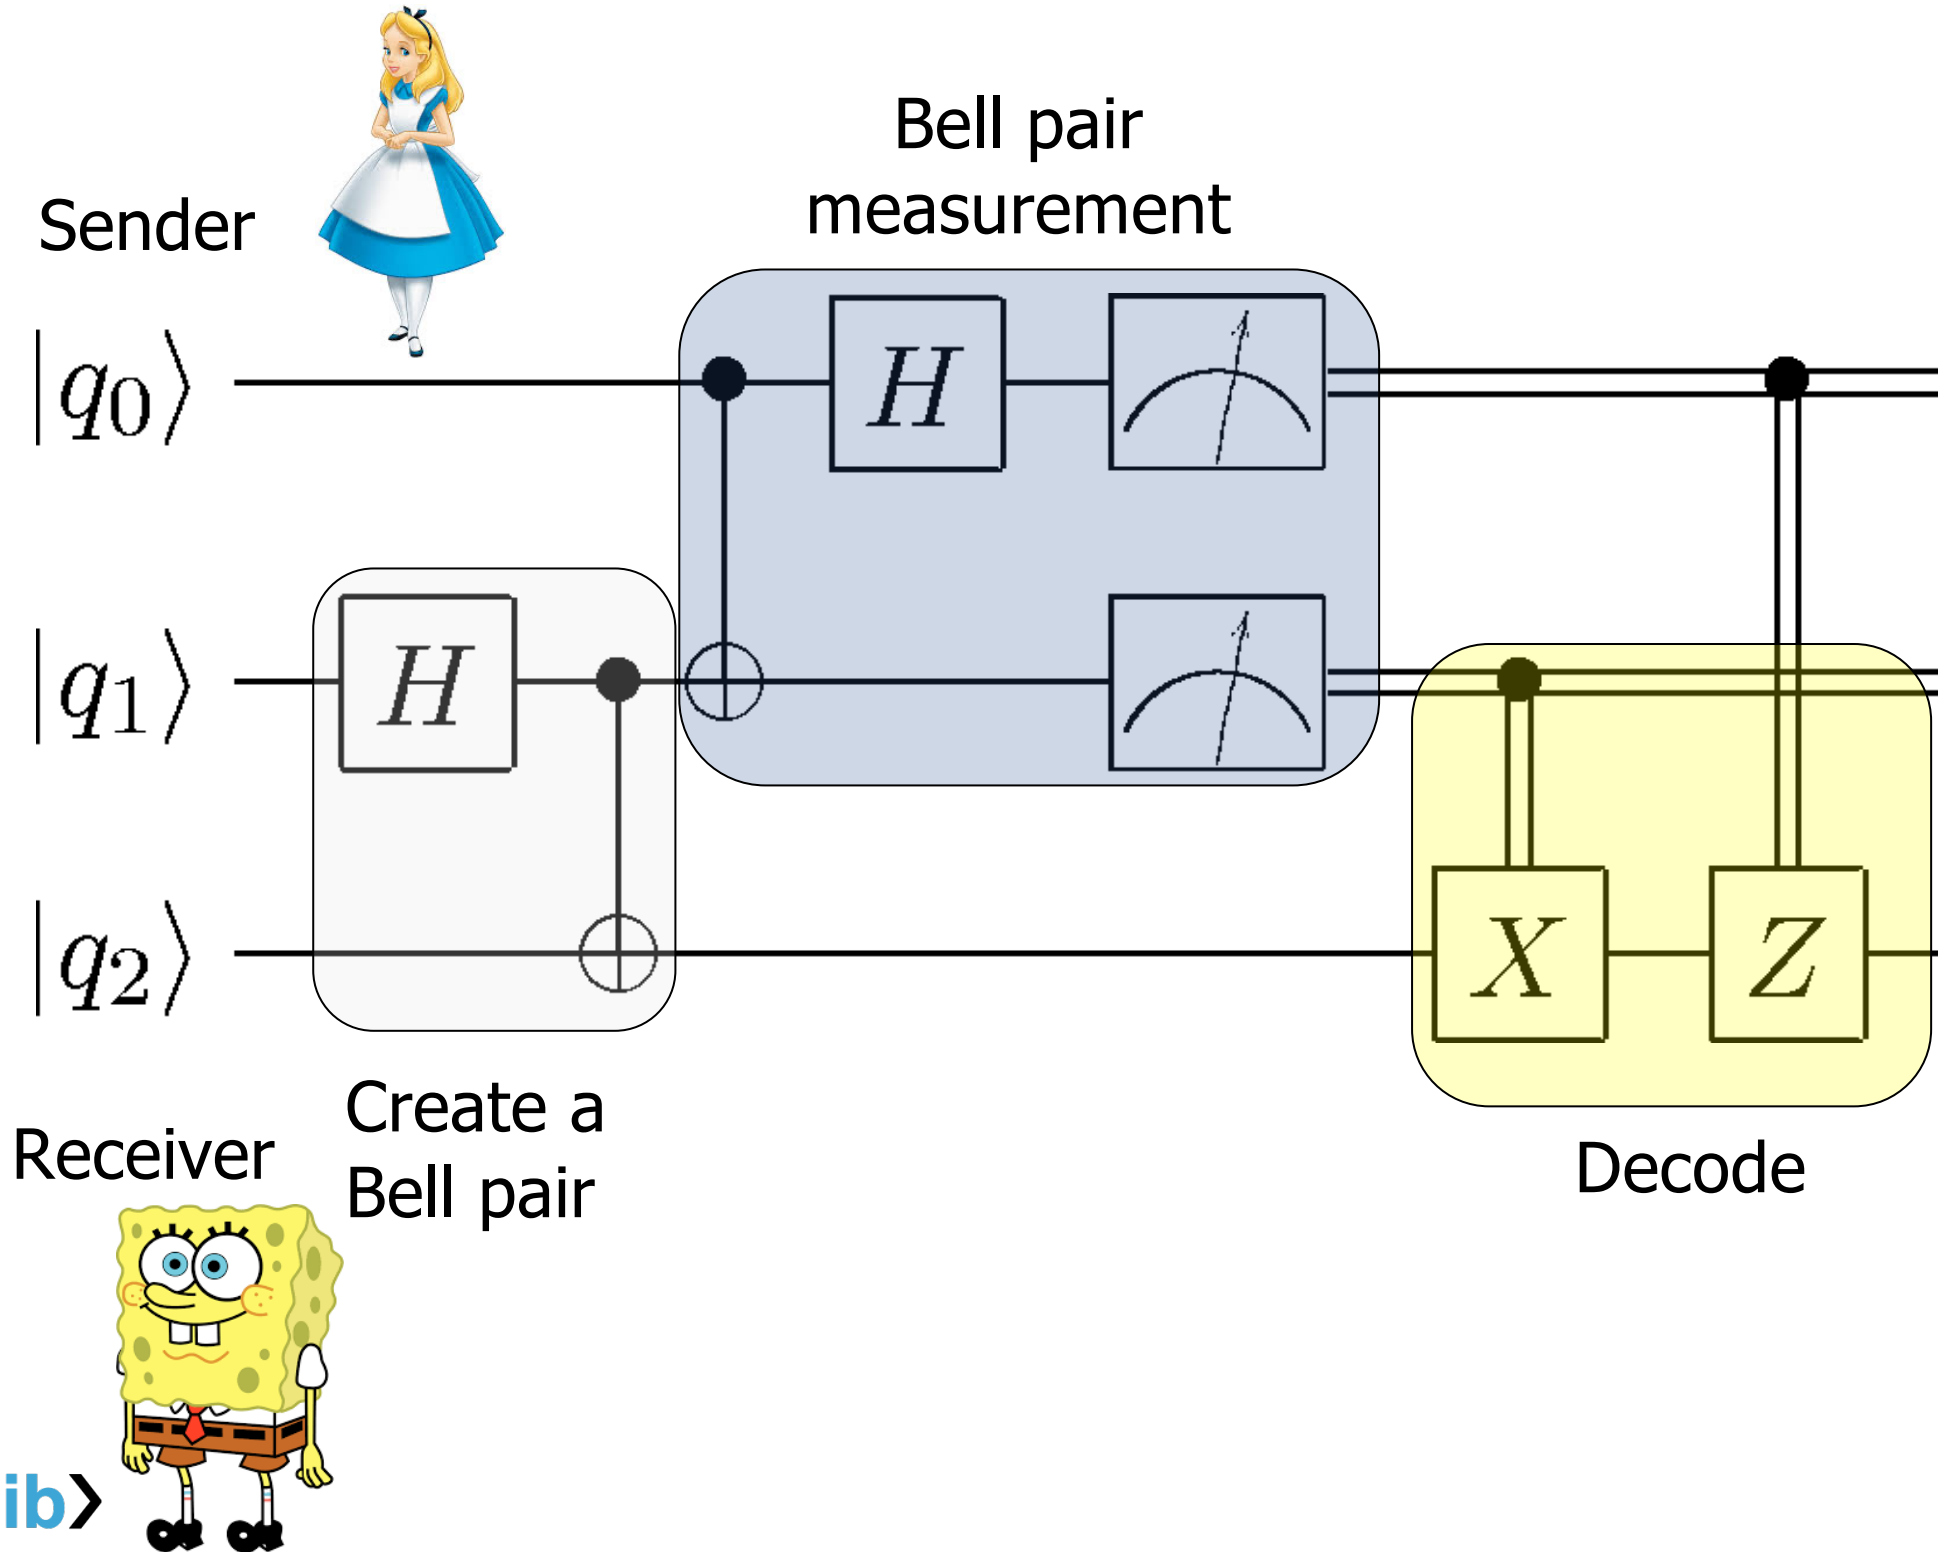 Bell pair
measurement
Sender
|q₀⟩
H
|q₁⟩
H
|q₂⟩
X
Z
Create a
Bell pair
Receiver
Decode
ib⟩